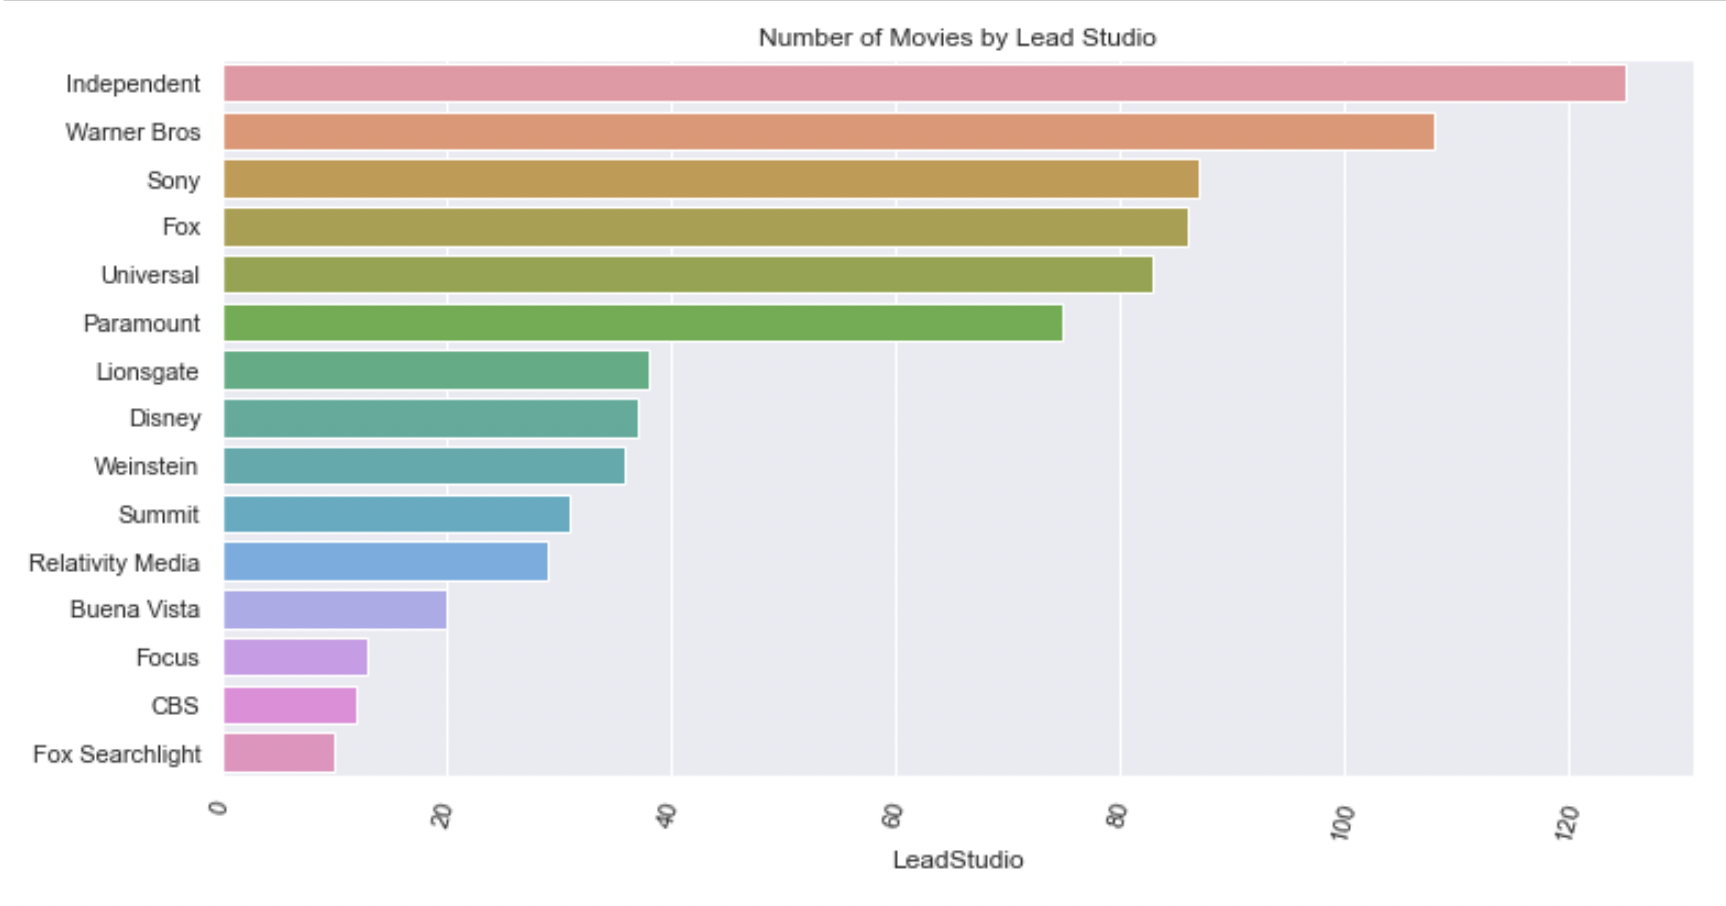 Number of Movies by Lead Studio
Independent
Warner Bros
Sony
Fox
Universal
Paramount
Lionsgate
Disney
Weinstein
Summit
Relativity Media
Buena Vista
Focus
CBS
Fox Searchlight
0 20 40 60 80 100 120
LeadStudio